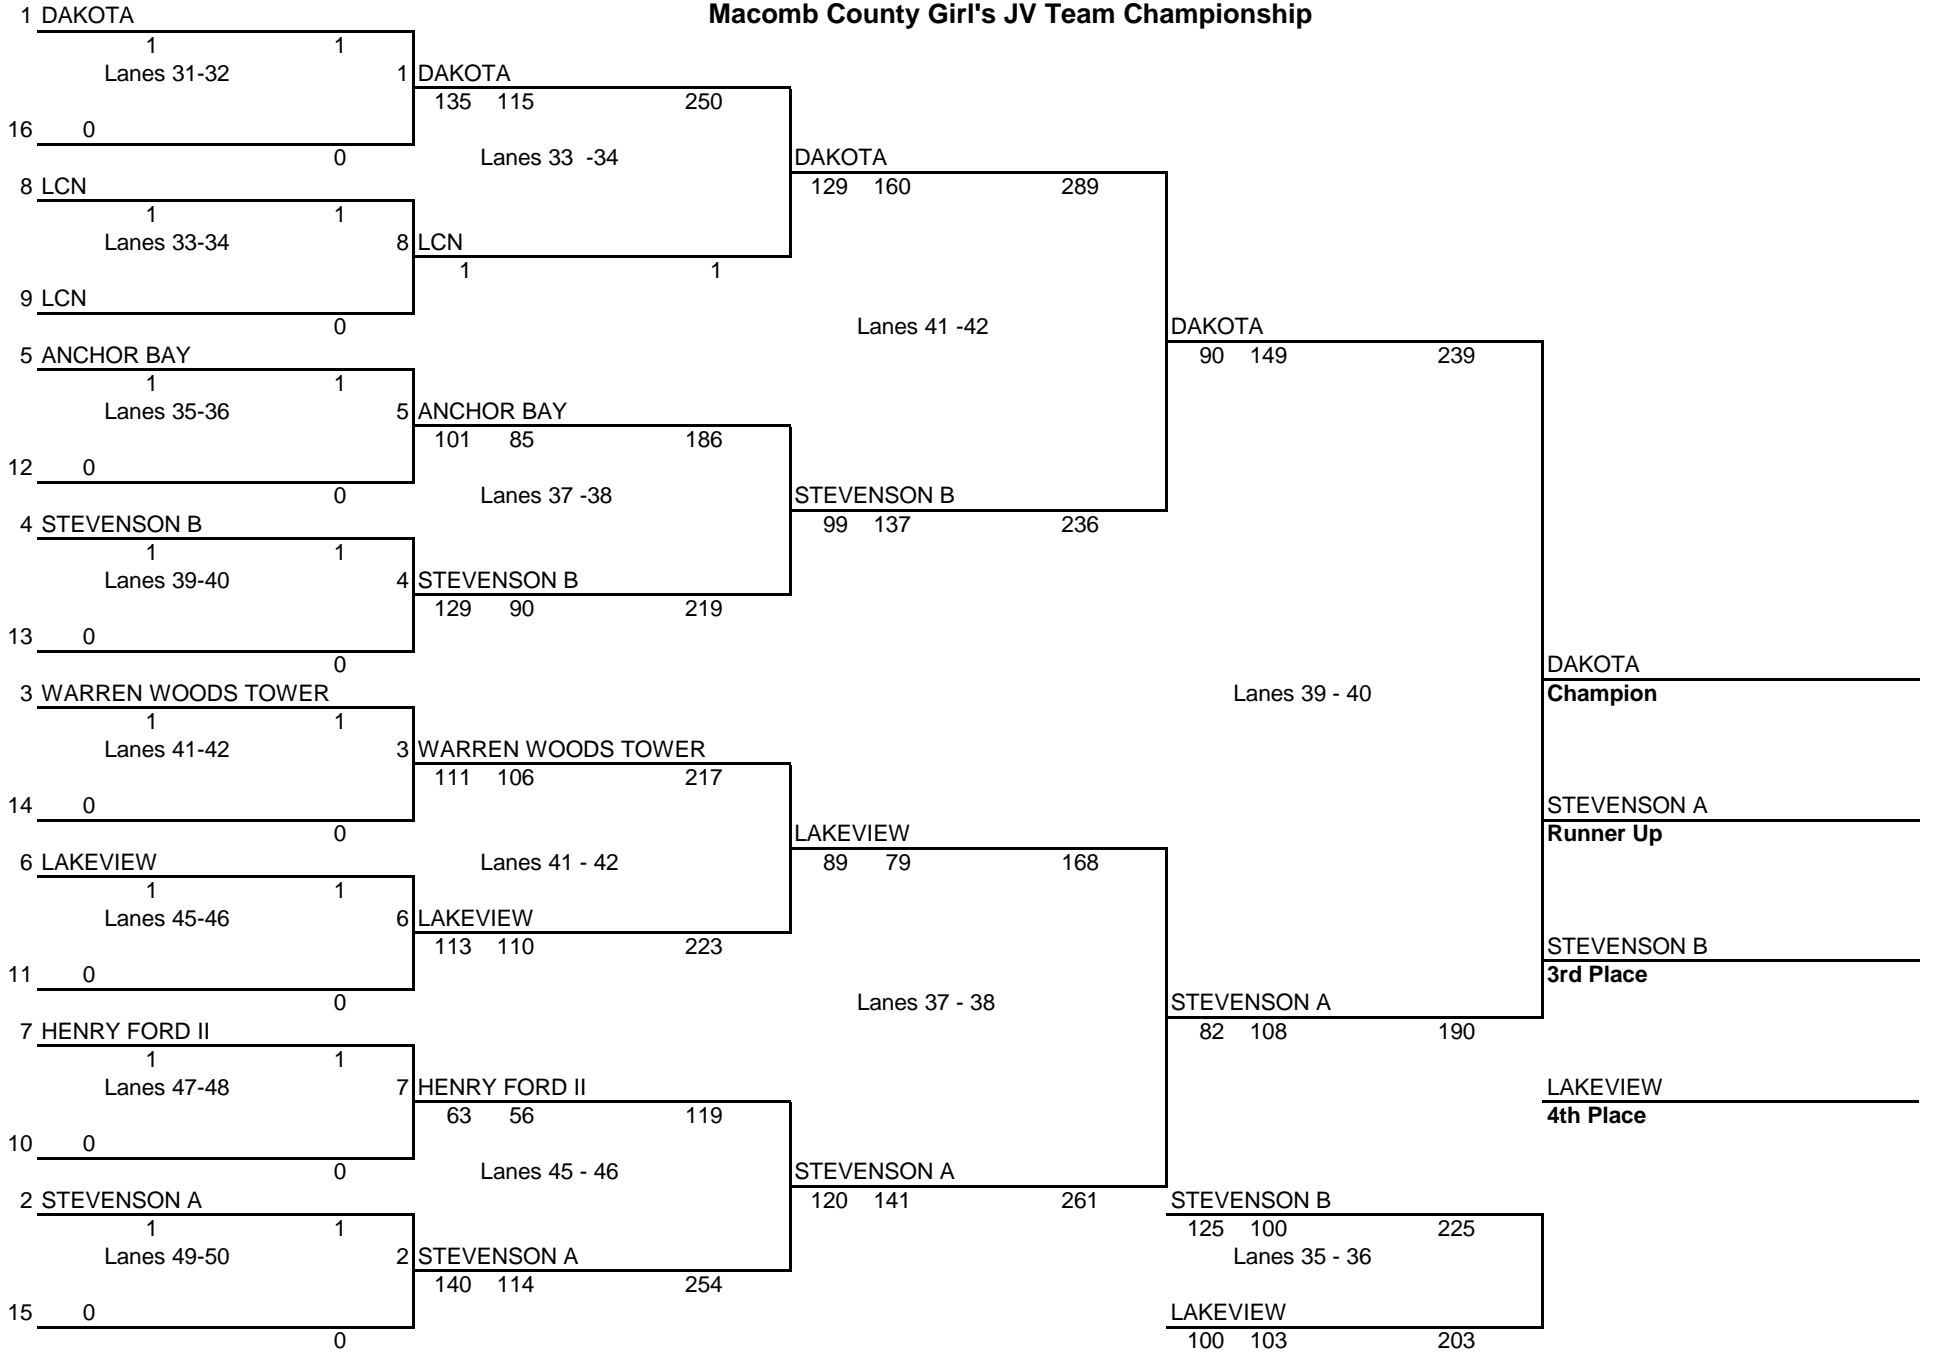 Macomb County Girl's JV Team Championship
1 DAKOTA
1 1
Lanes 31-32
16 0
0
8 LCN
1 1
Lanes 33-34
9 LCN
0
5 ANCHOR BAY
1 1
Lanes 35-36
12 0
0
4 STEVENSON B
1 1
Lanes 39-40
13 0
0
3 WARREN WOODS TOWER
1 1
Lanes 41-42
14 0
0
6 LAKEVIEW
1 1
Lanes 45-46
11 0
0
7 HENRY FORD II
1 1
Lanes 47-48
10 0
0
2 STEVENSON A
1 1
Lanes 49-50
15 0
0
1 DAKOTA
135 115 250
Lanes 33 -34
8 LCN
1 1
5 ANCHOR BAY
101 85 186
Lanes 37 -38
4 STEVENSON B
129 90 219
3 WARREN WOODS TOWER
111 106 217
Lanes 41 - 42
6 LAKEVIEW
113 110 223
7 HENRY FORD II
63 56 119
Lanes 45 - 46
2 STEVENSON A
140 114 254
DAKOTA
129 160 289
Lanes 41 -42
STEVENSON B
99 137 236
LAKEVIEW
89 79 168
Lanes 37 - 38
STEVENSON A
120 141 261
DAKOTA
90 149 239
Lanes 39 - 40
STEVENSON A
82 108 190
STEVENSON B
125 100 225
Lanes 35 - 36
LAKEVIEW
100 103 203
DAKOTA
Champion
STEVENSON A
Runner Up
STEVENSON B
3rd Place
LAKEVIEW
4th Place